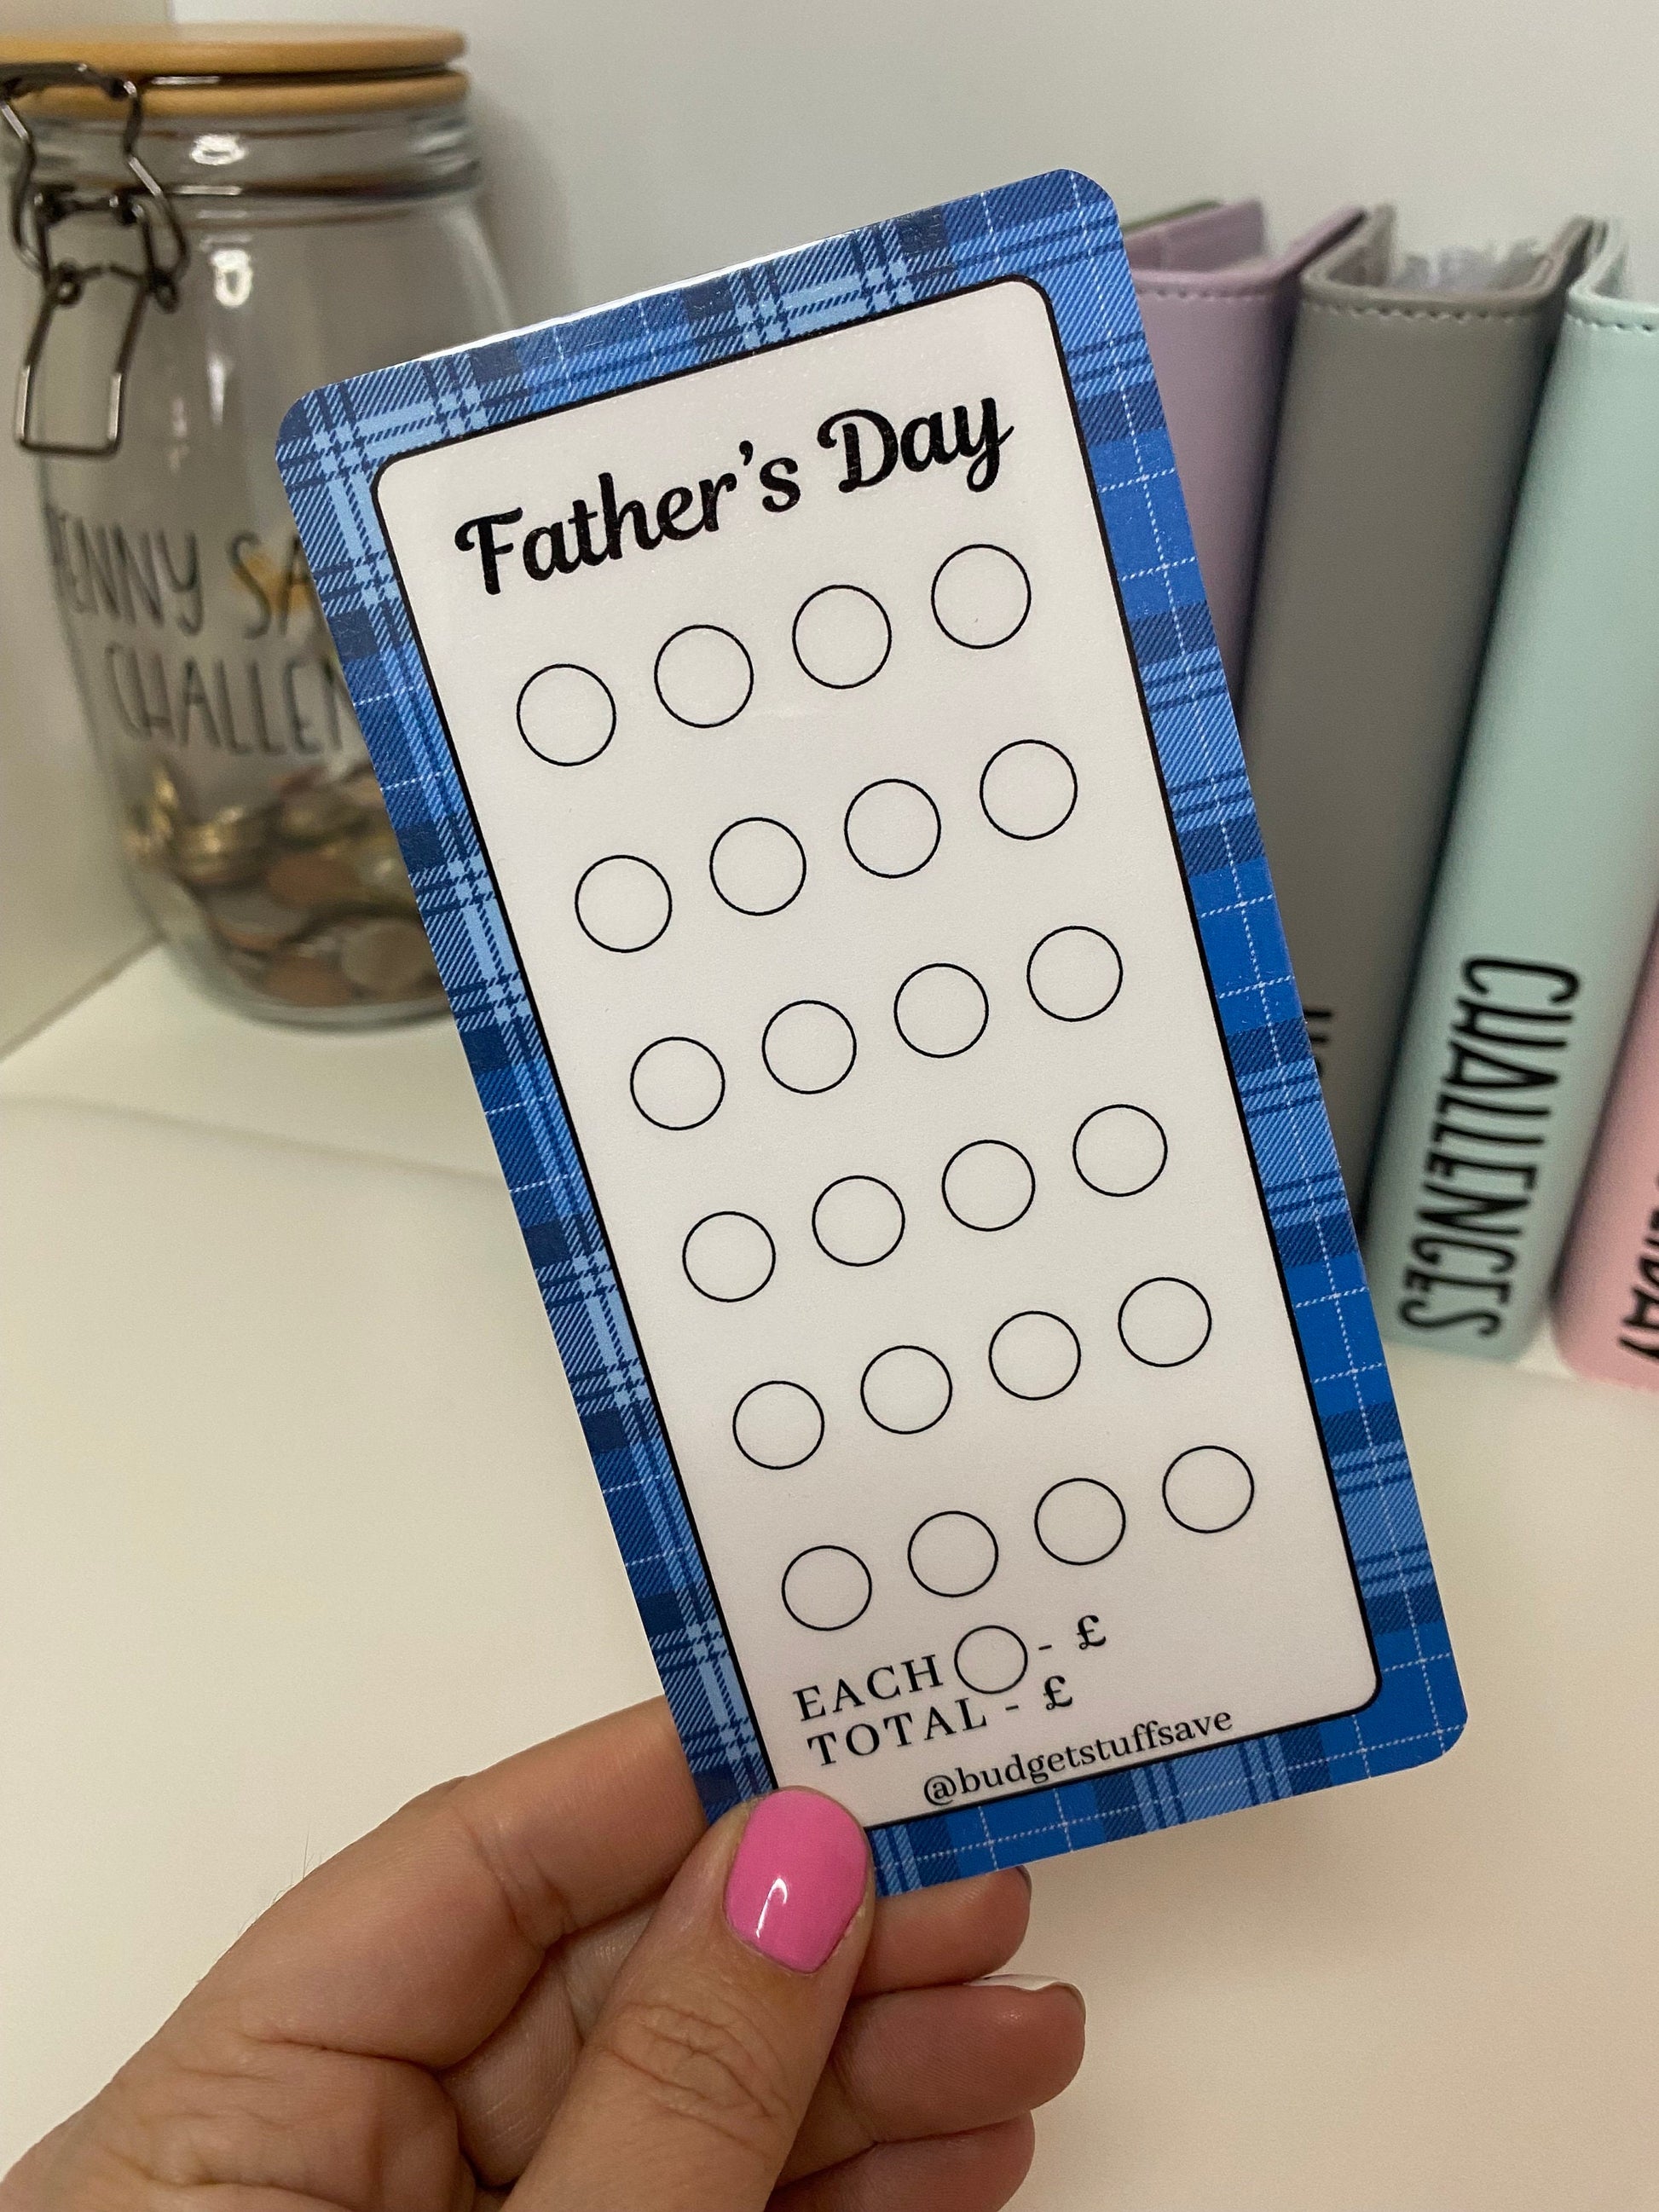 Father's Day
EACH - £
TOTAL - £
@budgetstuffsave
CHALLENGES